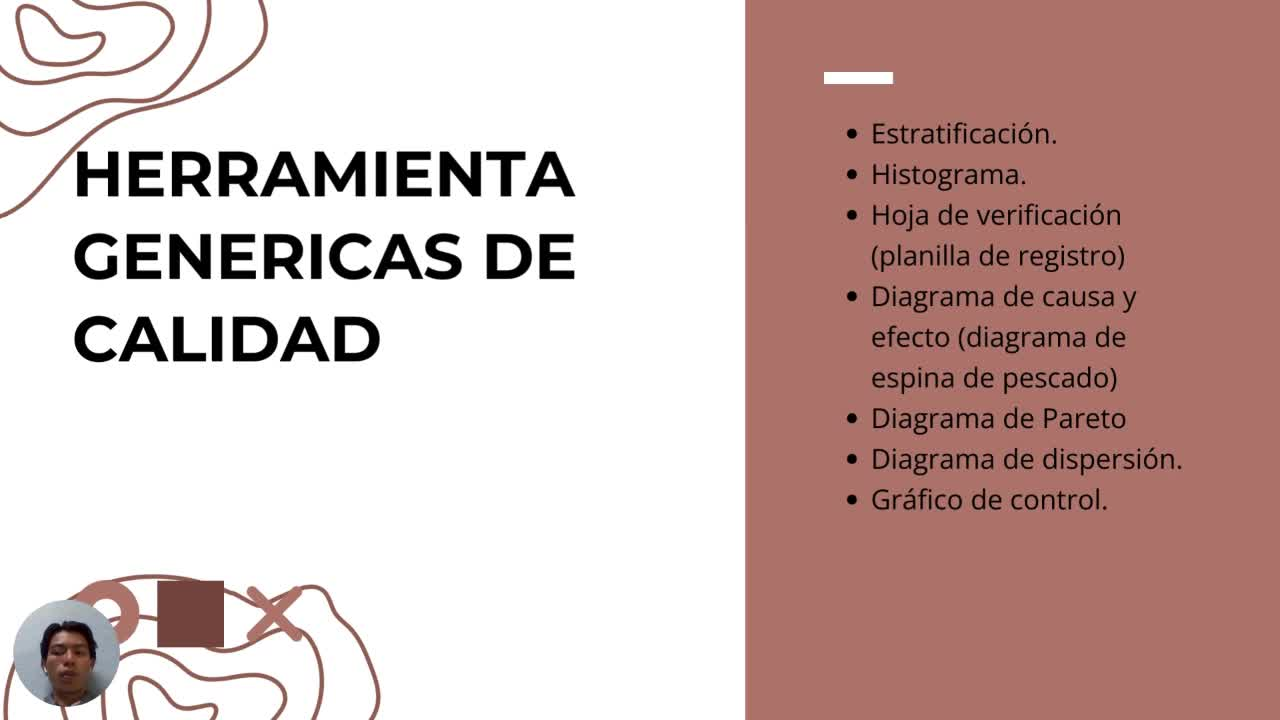 HERRAMIENTA
GENERICAS DE
CALIDAD
• Estratificación.
• Histograma.
• Hoja de verificación
(planilla de registro)
• Diagrama de causa y
efecto (diagrama de
espina de pescado)
• Diagrama de Pareto
• Diagrama de dispersión.
• Gráfico de control.